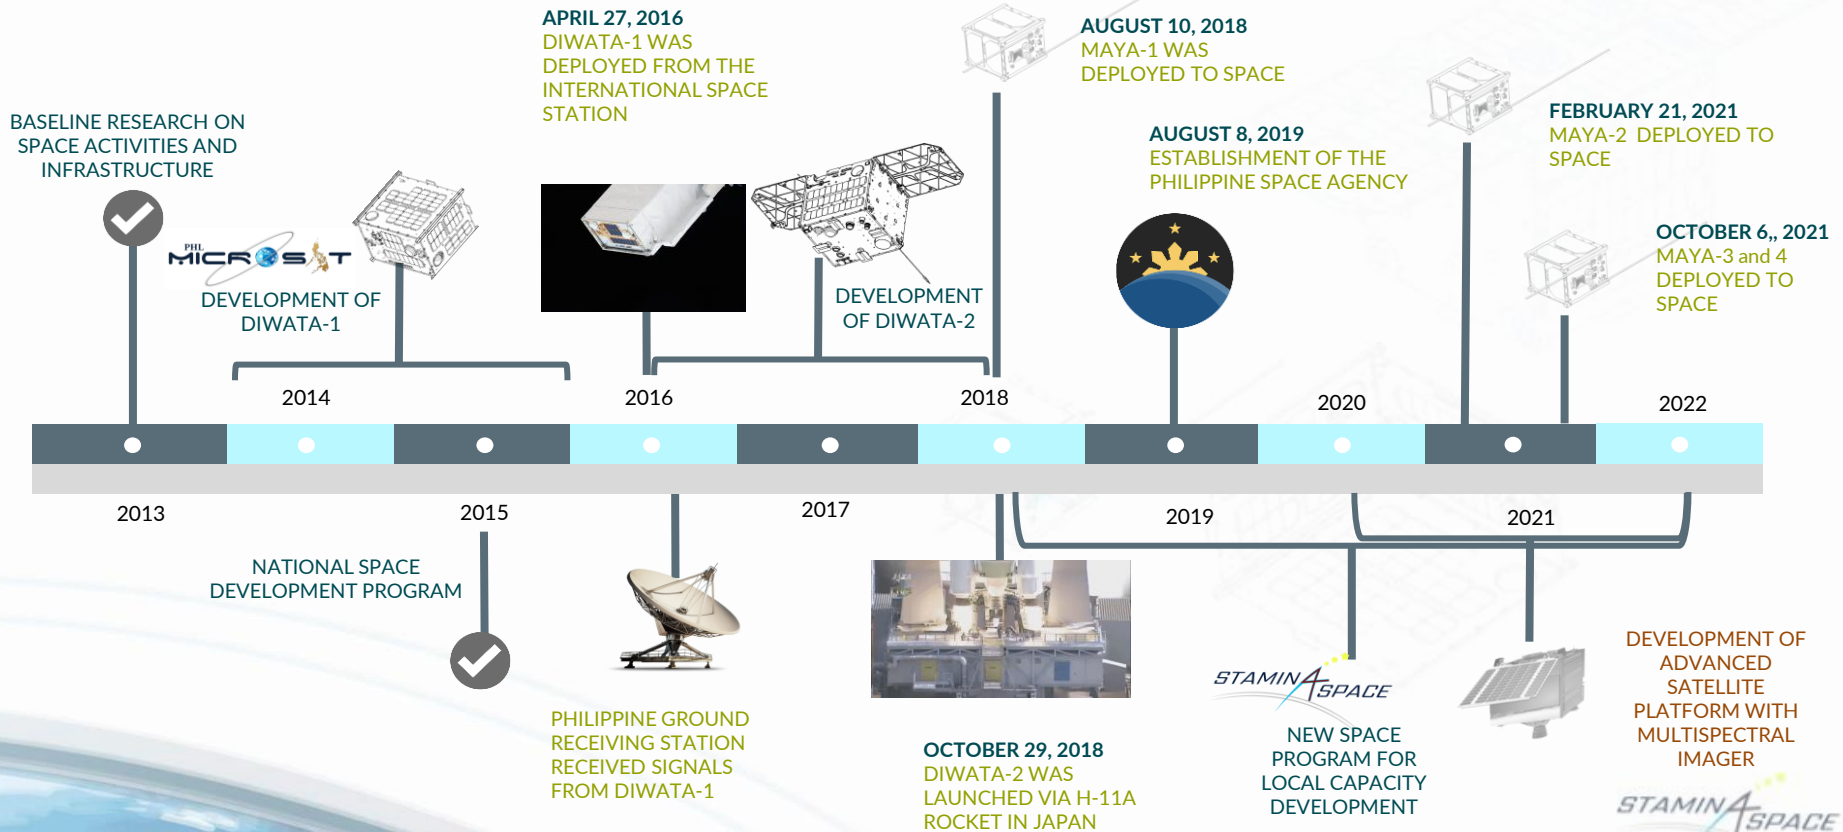 BASELINE RESEARCH ON
SPACE ACTIVITIES AND
INFRASTRUCTURE
PHL
MICROSAT
DEVELOPMENT OF
DIWATA-1
APRIL 27, 2016
DIWATA-1 WAS
DEPLOYED FROM THE
INTERNATIONAL SPACE
STATION
DEVELOPMENT
OF DIWATA-2
AUGUST 10, 2018
MAYA-1 WAS
DEPLOYED TO SPACE
AUGUST 8, 2019
ESTABLISHMENT OF THE
PHILIPPINE SPACE AGENCY
FEBRUARY 21, 2021
MAYA-2 DEPLOYED TO
SPACE
OCTOBER 6,, 2021
MAYA-3 and 4
DEPLOYED TO
SPACE
2014
2016
2018
2020
2022
2013
2015
2017
2019
2021
NATIONAL SPACE
DEVELOPMENT PROGRAM
PHILIPPINE GROUND
RECEIVING STATION
RECEIVED SIGNALS
FROM DIWATA-1
OCTOBER 29, 2018
DIWATA-2 WAS
LAUNCHED VIA H-11A
ROCKET IN JAPAN
STAMINA4SPACE
NEW SPACE
PROGRAM FOR
LOCAL CAPACITY
DEVELOPMENT
DEVELOPMENT OF
ADVANCED
SATELLITE
PLATFORM WITH
MULTISPECTRAL
IMAGER
STAMINA4SPACE